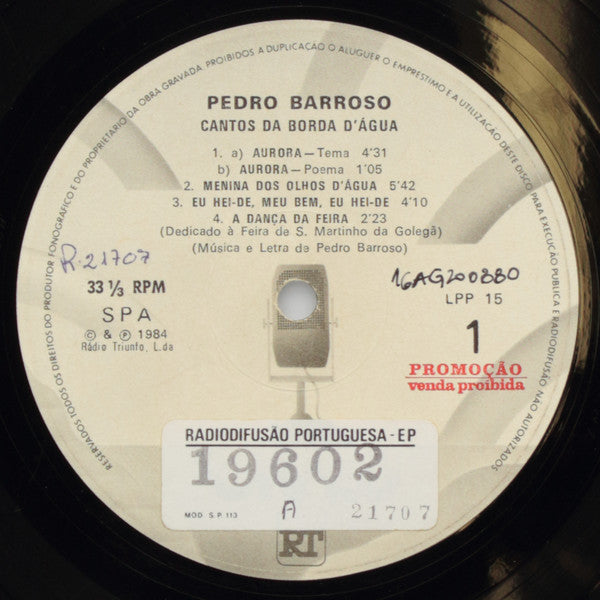 RESERVADOS TODOS OS DIREITOS DO PRODUTOR FONOGRÁFICO E DO PROPRIETÁRIO DA OBRA GRAVADA. PROIBIDOS A DUPLICAÇÃO O ALUGUER O EMPRÉSTIMO E A UTILIZAÇÃO DESTE DISCO PARA EXECUÇÃO PÚBLICA E RADIODIFUSÃO NÃO AUTORIZADOS
PEDRO BARROSO
CANTOS DA BORDA D'ÁGUA
1. a) AURORA—Tema 4'31
b) AURORA—Poema 1'05
2. MENINA DOS OLHOS D'ÁGUA 5'42
3. EU HEI-DE, MEU BEM, EU HEI-DE 4'10
4. A DANÇA DA FEIRA 2'23
(Dedicado à Feira de S. Martinho da Golegã)
(Música e Letra de Pedro Barroso)
R.21707
33 1/3 RPM
SPA
© & ℗ 1984
Rádio Triunfo, L.da
16AG200880
LPP 15
1
PROMOÇÃO
venda proibida
RADIODIFUSÃO PORTUGUESA - EP
19602
MOD. S.P. 113
A
21707
RT